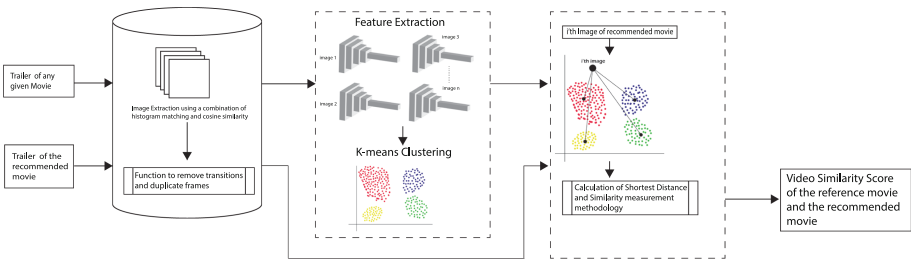 Trailer of any
given Movie
Trailer of the
recommended
movie
Image Extraction using a combination of
histogram matching and cosine similarity
Function to remove transitions
and duplicate frames
Feature Extraction
image 1
image 3
image 2
image n
K-means Clustering
i'th Image of recommended movie
i'th image
Calculation of Shortest Distance
and Similarity measurement
methodology
Video Similarity Score
of the reference movie
and the recommended
movie